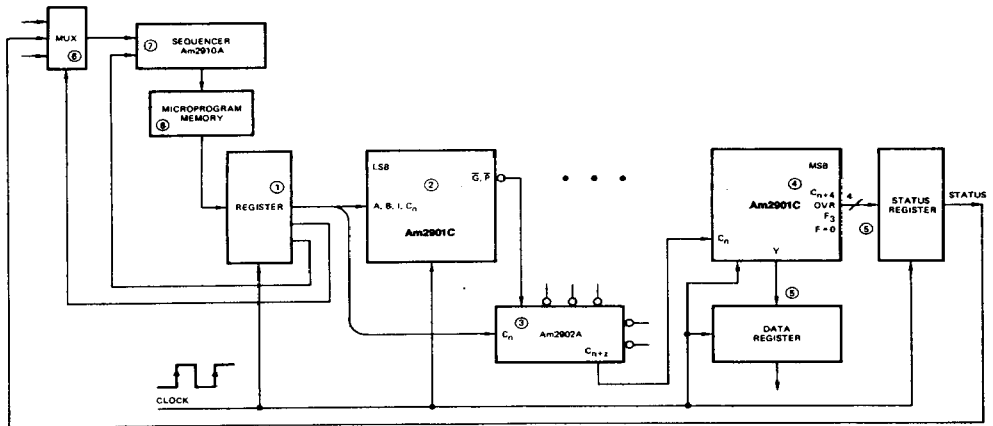 MUX
⑥
⑦
SEQUENCER
Am2910A
MICROPROGRAM
MEMORY
⑧
①
REGISTER
LSB
②
G̅, P̅
A, B, I, Cn
Am2901C
MSB
④
Am2901C
Cn+4
OVR
F3
F = 0
Cn
Y
4
⑤
STATUS
REGISTER
STATUS
③
Cn
Am2902A
Cn+z
⑤
DATA
REGISTER
CLOCK